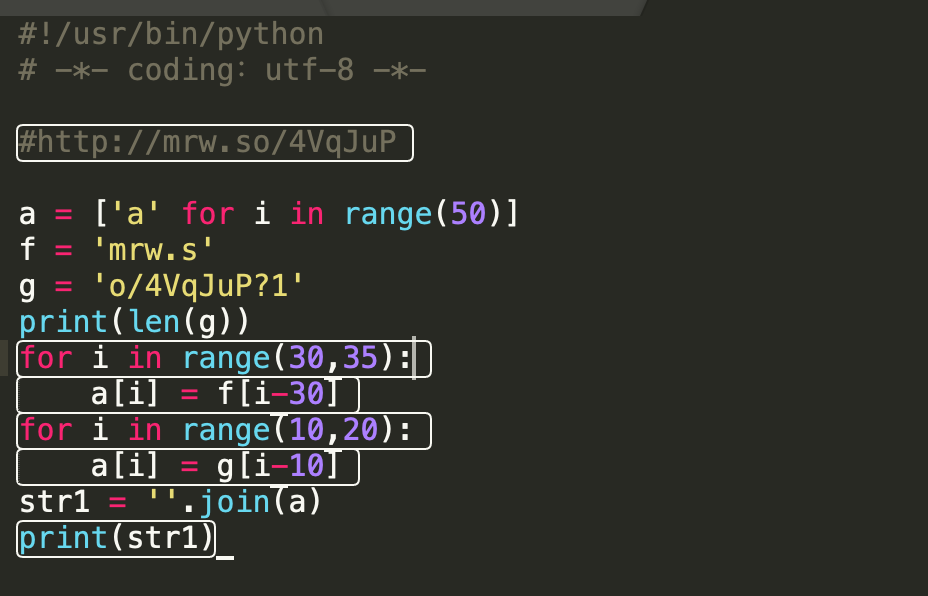 #!/usr/bin/python
# -*- coding: utf-8 -*-
#http://mrw.so/4VqJuP
a = ['a' for i in range(50)]
f = 'mrw.s'
g = 'o/4VqJuP?1'
print(len(g))
for i in range(30,35):
    a[i] = f[i-30]
for i in range(10,20):
    a[i] = g[i-10]
str1 = ''.join(a)
print(str1)